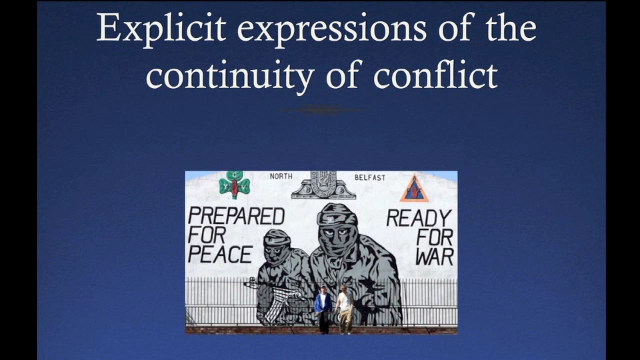 Explicit expressions of the
continuity of conflict
NORTH BELFAST
PREPARED
FOR
PEACE
READY
FOR
WAR